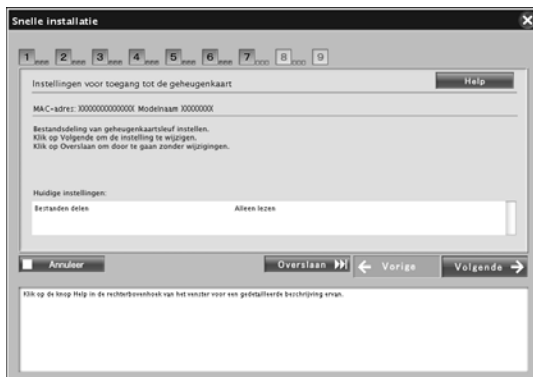 Snelle installatie
1 2 3 4 5 6 7 8 9
Instellingen voor toegang tot de geheugenkaart
Help
MAC-adres: XXXXXXXXXXXXXX Modelnaam XXXXXXXX
Bestandsdeling van geheugenkaartsleuf instellen.
Klik op Volgende om de instelling te wijzigen.
Klik op Overslaan om door te gaan zonder wijzigingen.
Huidige instellingen:
Bestanden delen Alleen lezen
Annuleer Overslaan Vorige Volgende
Klik op de knop Help in de rechterbovenhoek van het venster voor een gedetailleerde beschrijving ervan.